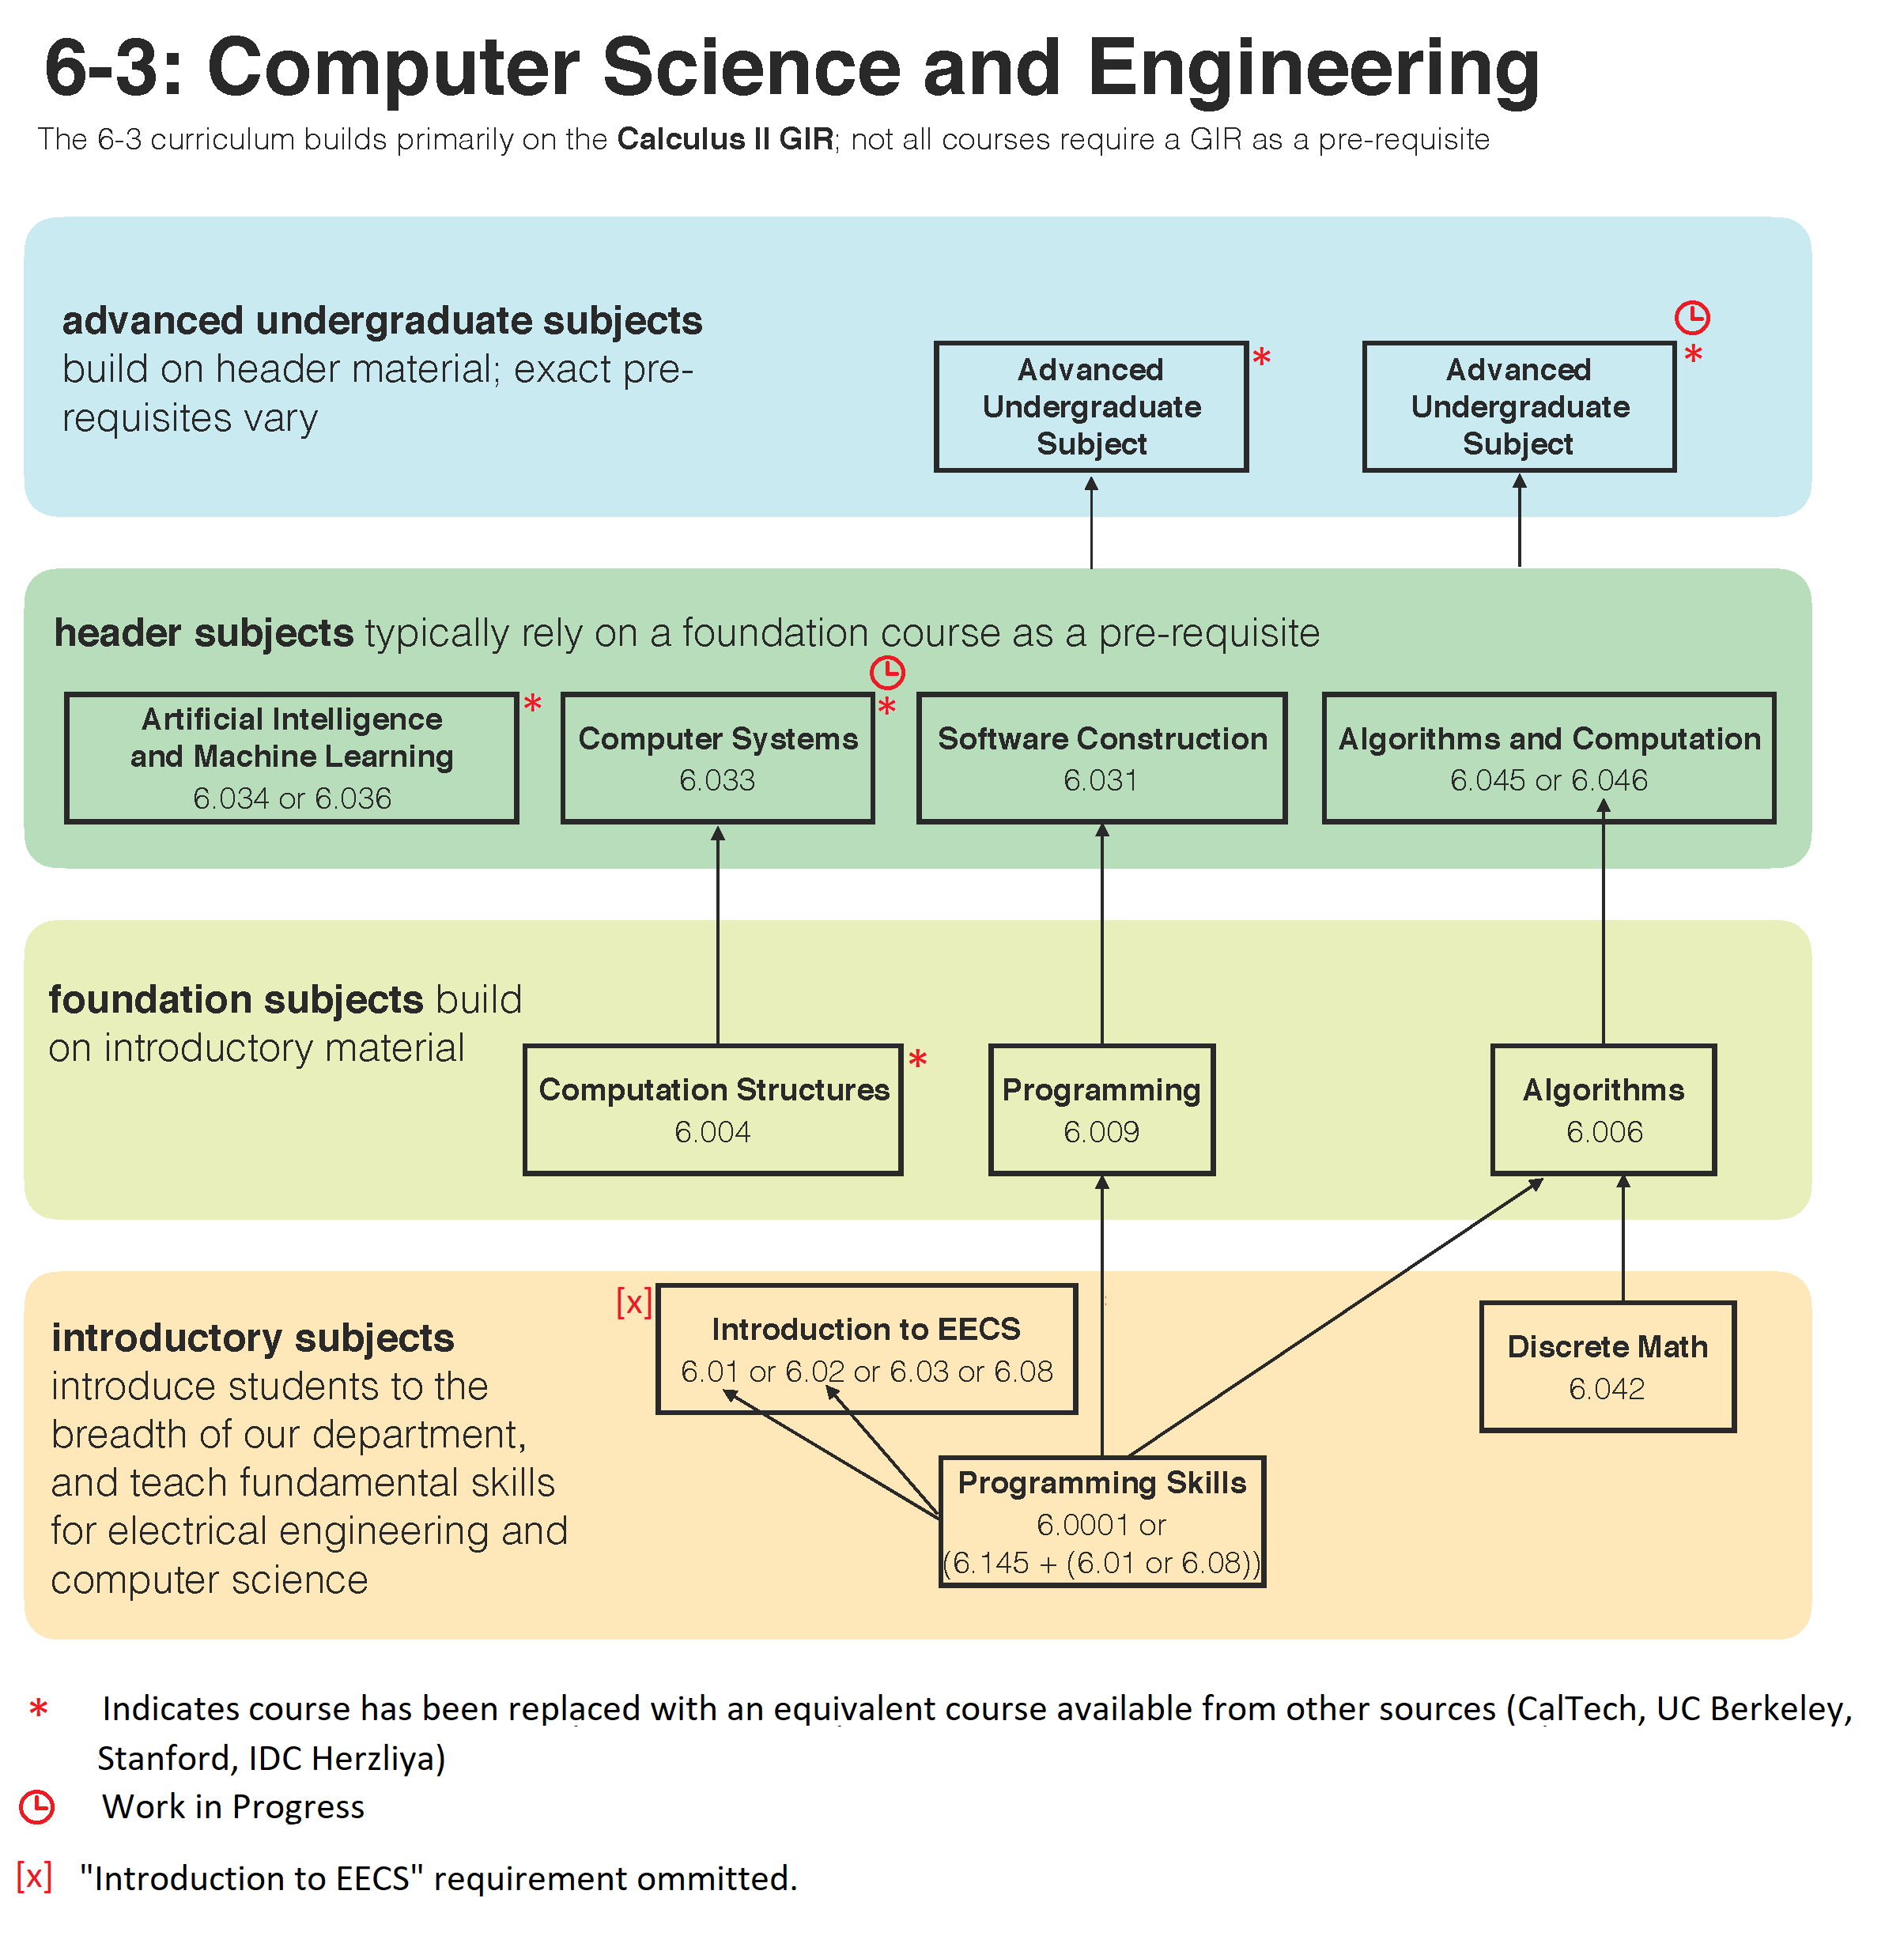 6-3: Computer Science and Engineering
The 6-3 curriculum builds primarily on the Calculus II GIR; not all courses require a GIR as a pre-requisite
advanced undergraduate subjects
build on header material; exact pre-
requisites vary
Advanced
Undergraduate
Subject
*
Advanced
Undergraduate
Subject
*
header subjects typically rely on a foundation course as a pre-requisite
Artificial Intelligence
and Machine Learning
6.034 or 6.036
*
Computer Systems
6.033
*
Software Construction
6.031
Algorithms and Computation
6.045 or 6.046
foundation subjects build
on introductory material
Computation Structures
6.004
*
Programming
6.009
Algorithms
6.006
introductory subjects
introduce students to the
breadth of our department,
and teach fundamental skills
for electrical engineering and
computer science
[x]
Introduction to EECS
6.01 or 6.02 or 6.03 or 6.08
Discrete Math
6.042
Programming Skills
6.0001 or
(6.145 + (6.01 or 6.08))
* Indicates course has been replaced with an equivalent course available from other sources (CalTech, UC Berkeley,
Stanford, IDC Herzliya)
Work in Progress
[x] "Introduction to EECS" requirement ommitted.